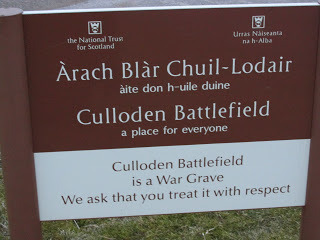 the National Trust
for Scotland
Urras Nàiseanta
na h-Alba
Àrach Blàr Chuil-Lodair
àite don h-uile duine
Culloden Battlefield
a place for everyone
Culloden Battlefield
is a War Grave
We ask that you treat it with respect